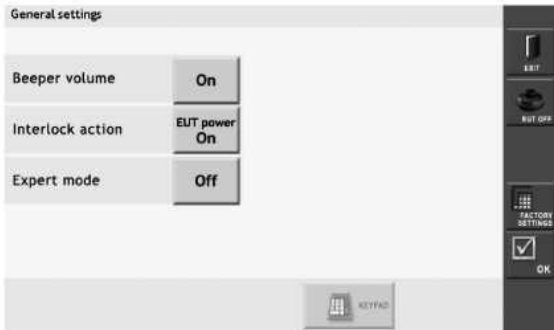 General settings
Beeper volume
On
Interlock action
EUT power
On
Expert mode
Off
EXIT
EUT OFF
FACTORY
SETTINGS
OK
KEYPAD